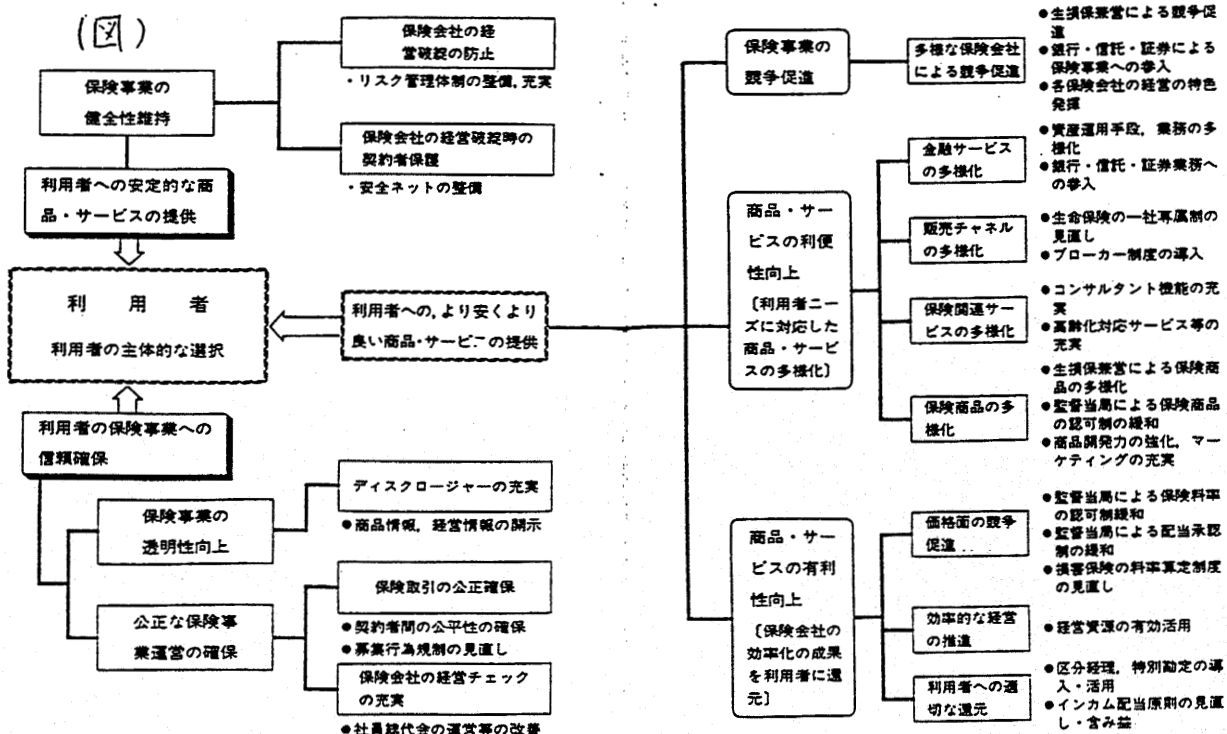 (図)
保険会社の経
営破綻の防止
・リスク管理体制の整備,充実
保険事業の
健全性維持
保険会社の経営破綻時の
契約者保護
・安全ネットの整備
利用者への安定的な商
品・サービスの提供
利用者
利用者の主体的な選択
利用者への,より安くより
良い商品・サービスの提供
利用者の保険事業への
信頼確保
保険事業の
透明性向上
ディスクロージャーの充実
●商品情報,経営情報の開示
公正な保険事
業運営の確保
保険取引の公正確保
●契約者間の公平性の確保
●募集行為規制の見直し
保険会社の経営チェック
の充実
●社員総代会の運営等の改善
保険事業の
競争促進
多様な保険会社
による競争促進
●生損保兼営による競争促
進
●銀行・信託・証券による
保険事業への参入
●各保険会社の経営の特色
発揮
商品・サー
ビスの利便
性向上
〔利用者ニー
ズに対応した
商品・サービ
スの多様化〕
金融サービス
の多様化
●資産運用手段,業務の多
様化
●銀行・信託・証券業務へ
の参入
販売チャネル
の多様化
●生命保険の一社専属制の
見直し
●ブローカー制度の導入
保険関連サー
ビスの多様化
●コンサルタント機能の充
実
●高齢化対応サービス等の
充実
保険商品の多
様化
●生損保兼営による保険商
品の多様化
●監督当局による保険商品
の認可制の緩和
●商品開発力の強化,マー
ケティングの充実
商品・サー
ビスの有利
性向上
〔保険会社の
効率化の成果
を利用者に還
元〕
価格面の競争
促進
●監督当局による保険料率
の認可制緩和
●監督当局による配当承認
制の緩和
●損害保険の料率算定制度
の見直し
効率的な経営
の推進
●経営資源の有効活用
利用者への適
切な還元
●区分経理,特別勘定の導
入・活用
●インカム配当原則の見直
し・含み益